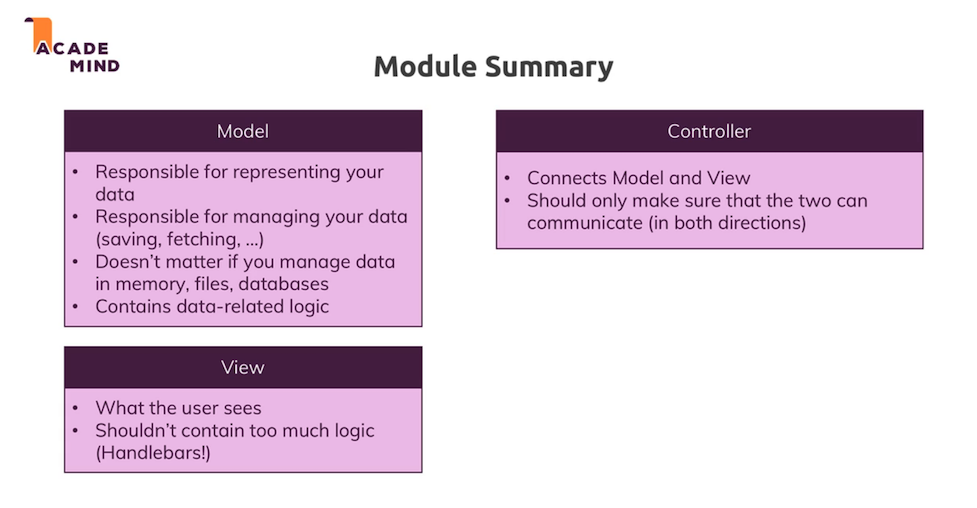 ACADE
MIND
Module Summary
Model
• Responsible for representing your
data
• Responsible for managing your data
(saving, fetching, …)
• Doesn't matter if you manage data
in memory, files, databases
• Contains data-related logic
View
• What the user sees
• Shouldn't contain too much logic
(Handlebars!)
Controller
• Connects Model and View
• Should only make sure that the two can
communicate (in both directions)